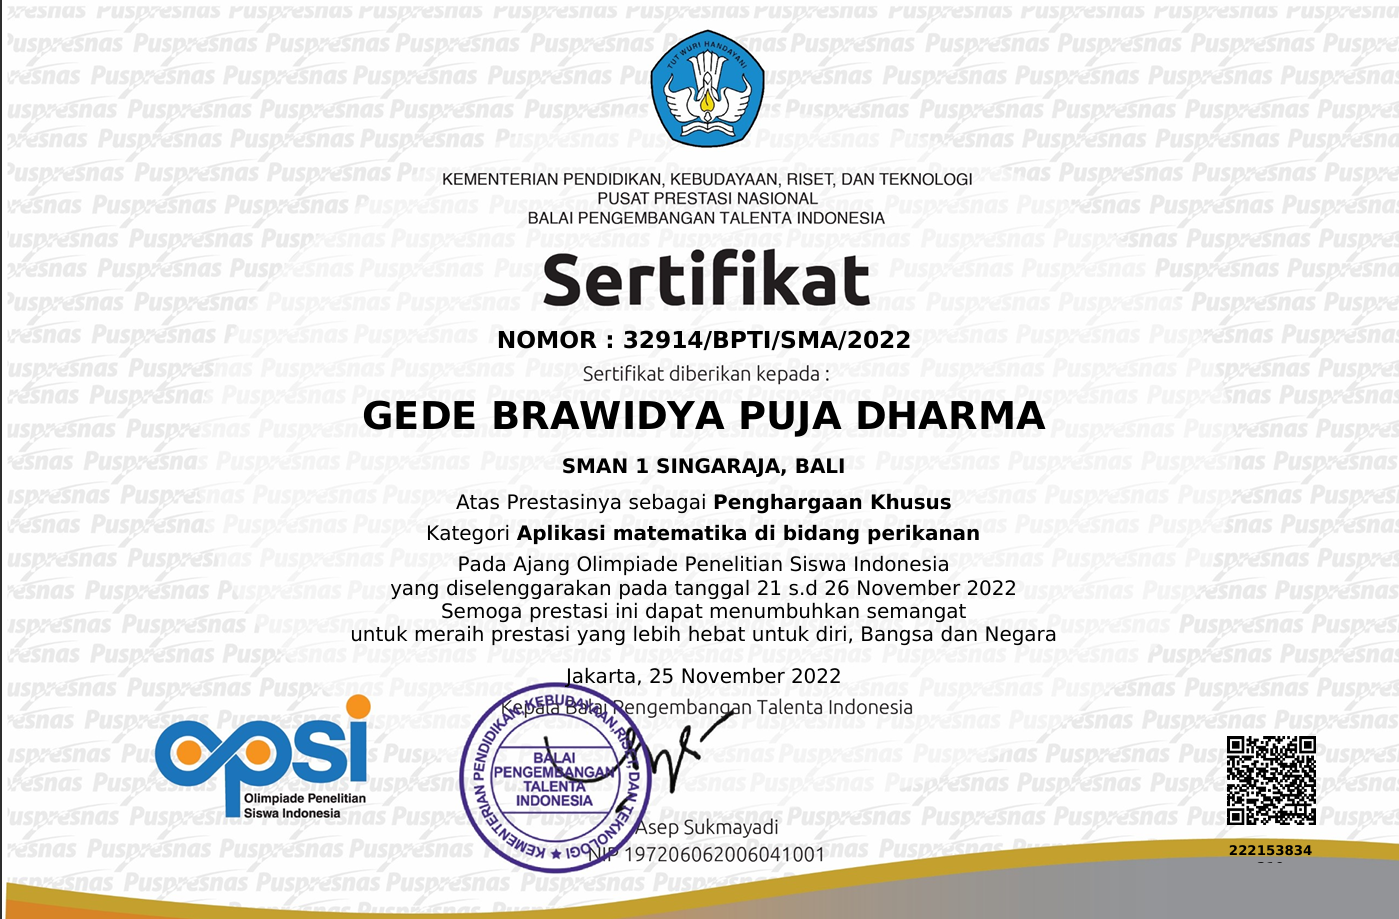 TUT WURI HANDAYANI
KEMENTERIAN PENDIDIKAN, KEBUDAYAAN, RISET, DAN TEKNOLOGI
PUSAT PRESTASI NASIONAL
BALAI PENGEMBANGAN TALENTA INDONESIA
Sertifikat
NOMOR : 32914/BPTI/SMA/2022
Sertifikat diberikan kepada :
GEDE BRAWIDYA PUJA DHARMA
SMAN 1 SINGARAJA, BALI
Atas Prestasinya sebagai Penghargaan Khusus
Kategori Aplikasi matematika di bidang perikanan
Pada Ajang Olimpiade Penelitian Siswa Indonesia
yang diselenggarakan pada tanggal 21 s.d 26 November 2022
Semoga prestasi ini dapat menumbuhkan semangat
untuk meraih prestasi yang lebih hebat untuk diri, Bangsa dan Negara
Jakarta, 25 November 2022
Kepala Balai Pengembangan Talenta Indonesia
opsi
Olimpiade Penelitian
Siswa Indonesia
KEMENTERIAN PENDIDIKAN, KEBUDAYAAN, RISET DAN TEKNOLOGI
BALAI
PENGEMBANGAN
TALENTA
INDONESIA
Asep Sukmayadi
NIP 197206062006041001
222153834
Puspresnas